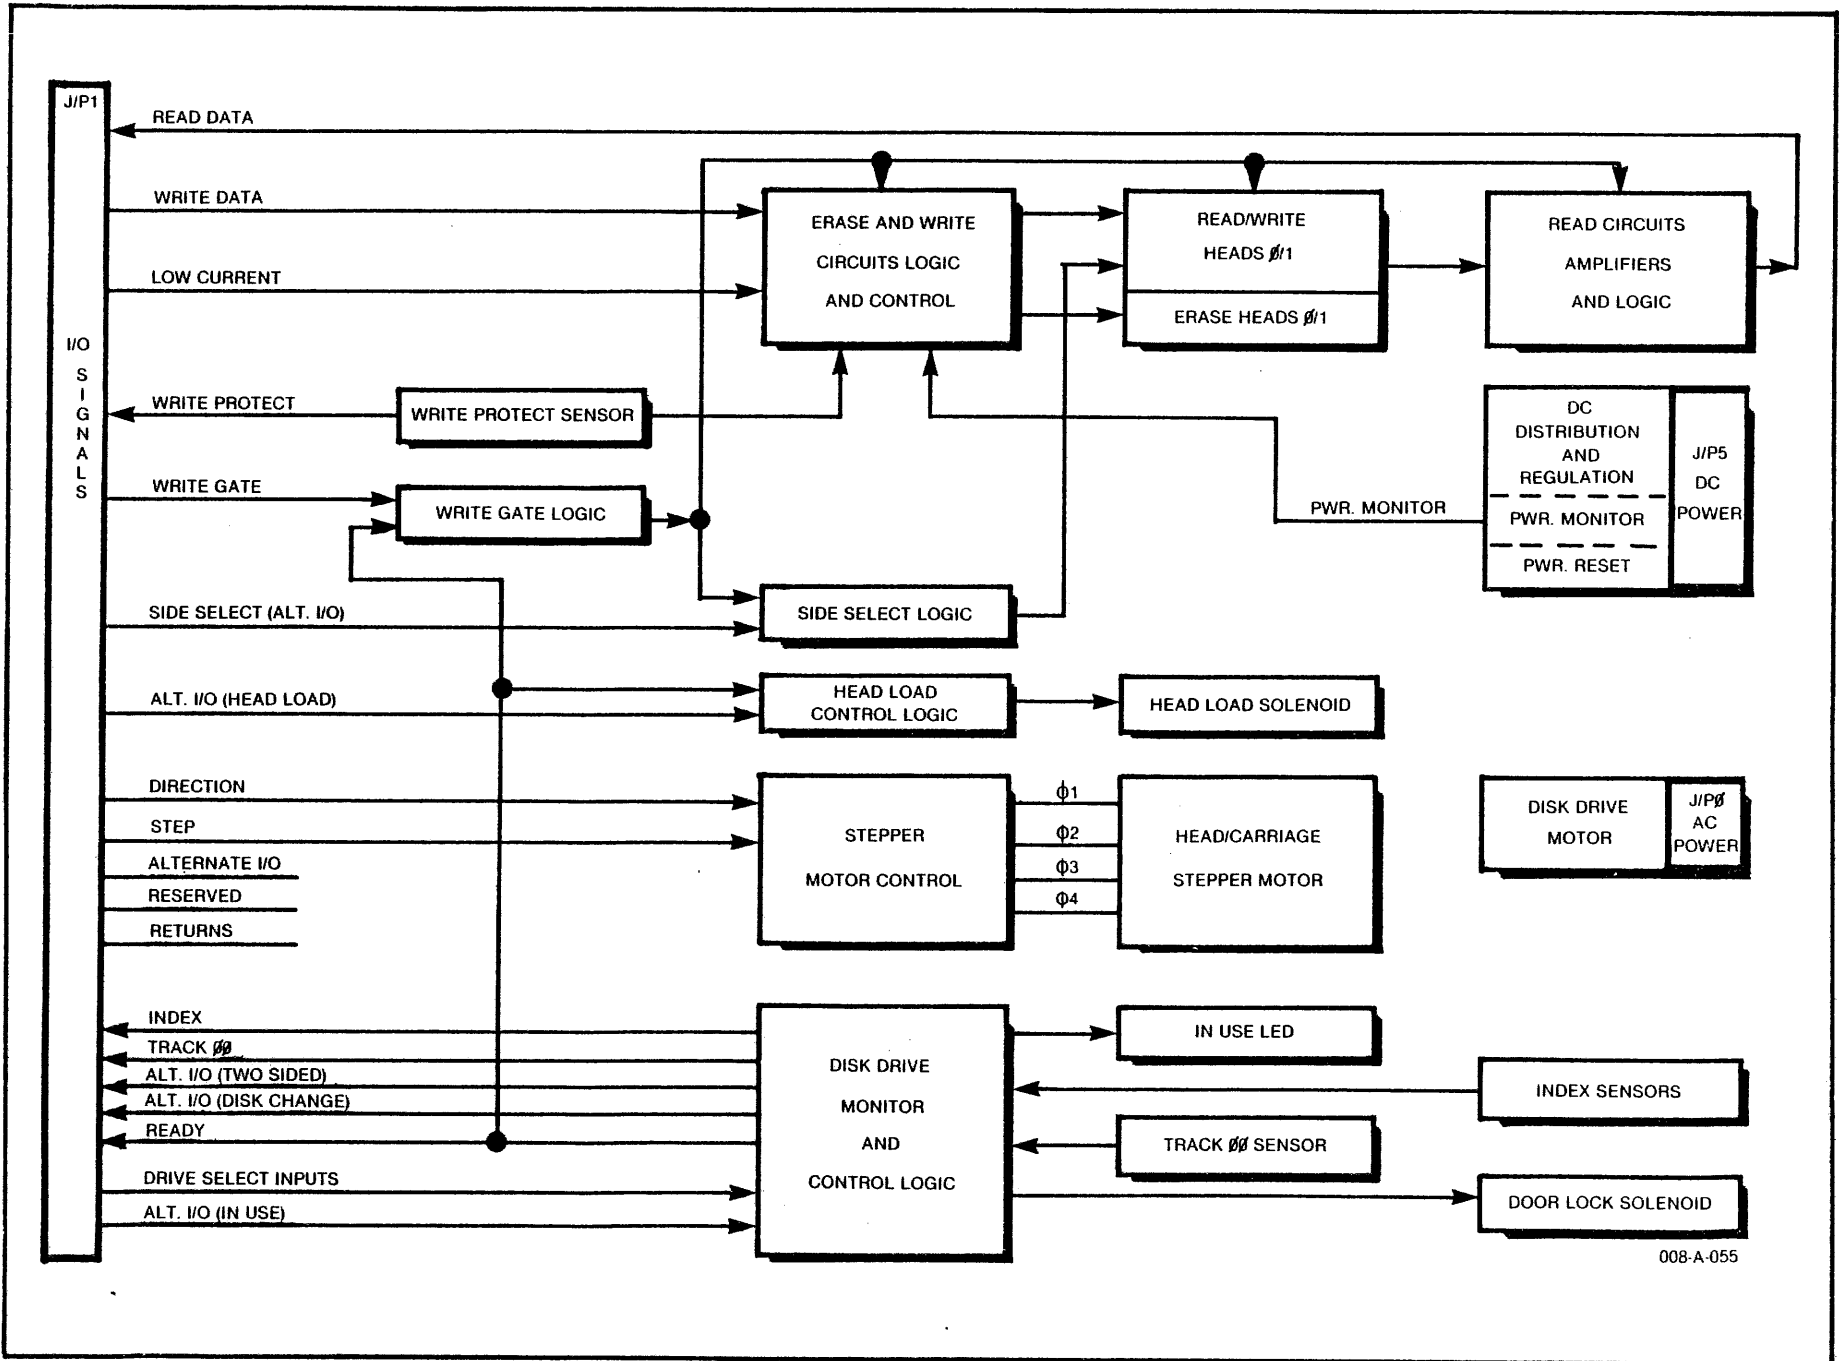 J/P1
I/O
SIGNALS
READ DATA
WRITE DATA
LOW CURRENT
WRITE PROTECT
WRITE GATE
SIDE SELECT (ALT. I/O)
ALT. I/O (HEAD LOAD)
DIRECTION
STEP
ALTERNATE I/O
RESERVED
RETURNS
INDEX
TRACK 00
ALT. I/O (TWO SIDED)
ALT. I/O (DISK CHANGE)
READY
DRIVE SELECT INPUTS
ALT. I/O (IN USE)
WRITE PROTECT SENSOR
WRITE GATE LOGIC
ERASE AND WRITE
CIRCUITS LOGIC
AND CONTROL
READ/WRITE
HEADS 0/1
ERASE HEADS 0/1
READ CIRCUITS
AMPLIFIERS
AND LOGIC
DC
DISTRIBUTION
AND
REGULATION
PWR. MONITOR
PWR. RESET
J/P5
DC
POWER
PWR. MONITOR
SIDE SELECT LOGIC
HEAD LOAD
CONTROL LOGIC
HEAD LOAD SOLENOID
STEPPER
MOTOR CONTROL
ϕ1
ϕ2
ϕ3
ϕ4
HEAD/CARRIAGE
STEPPER MOTOR
DISK DRIVE
MOTOR
J/P0
AC
POWER
DISK DRIVE
MONITOR
AND
CONTROL LOGIC
IN USE LED
INDEX SENSORS
TRACK 00 SENSOR
DOOR LOCK SOLENOID
008-A-055